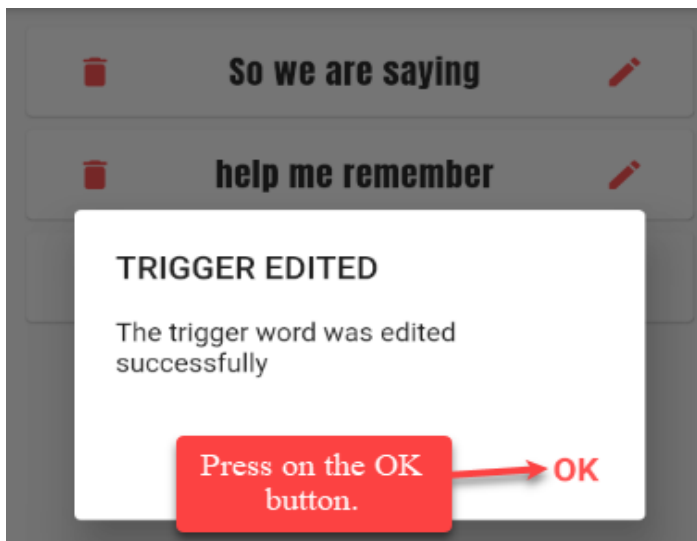 So we are saying
help me remember
TRIGGER EDITED
The trigger word was edited
successfully
Press on the OK
button.
OK